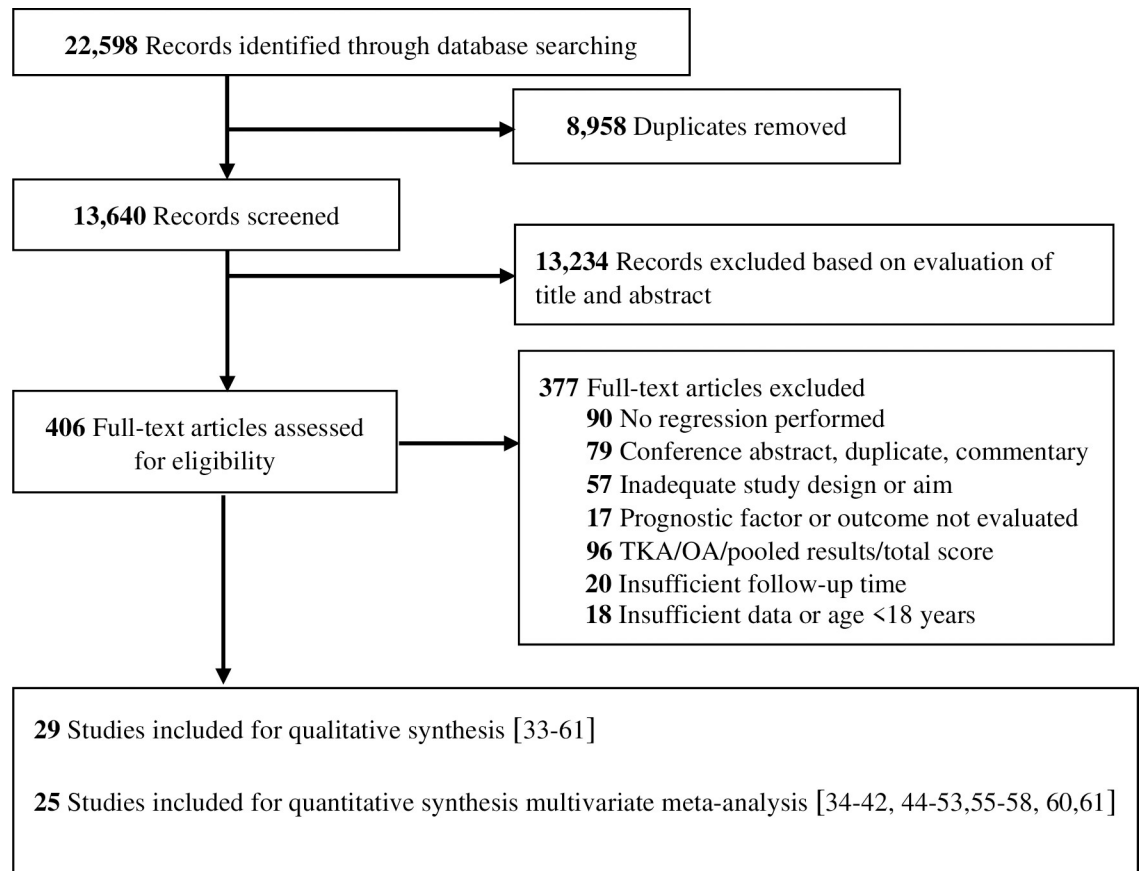 22,598 Records identified through database searching
8,958 Duplicates removed
13,640 Records screened
13,234 Records excluded based on evaluation of
title and abstract
406 Full-text articles assessed
for eligibility
377 Full-text articles excluded
90 No regression performed
79 Conference abstract, duplicate, commentary
57 Inadequate study design or aim
17 Prognostic factor or outcome not evaluated
96 TKA/OA/pooled results/total score
20 Insufficient follow-up time
18 Insufficient data or age <18 years
29 Studies included for qualitative synthesis [33-61]
25 Studies included for quantitative synthesis multivariate meta-analysis [34-42, 44-53,55-58, 60,61]